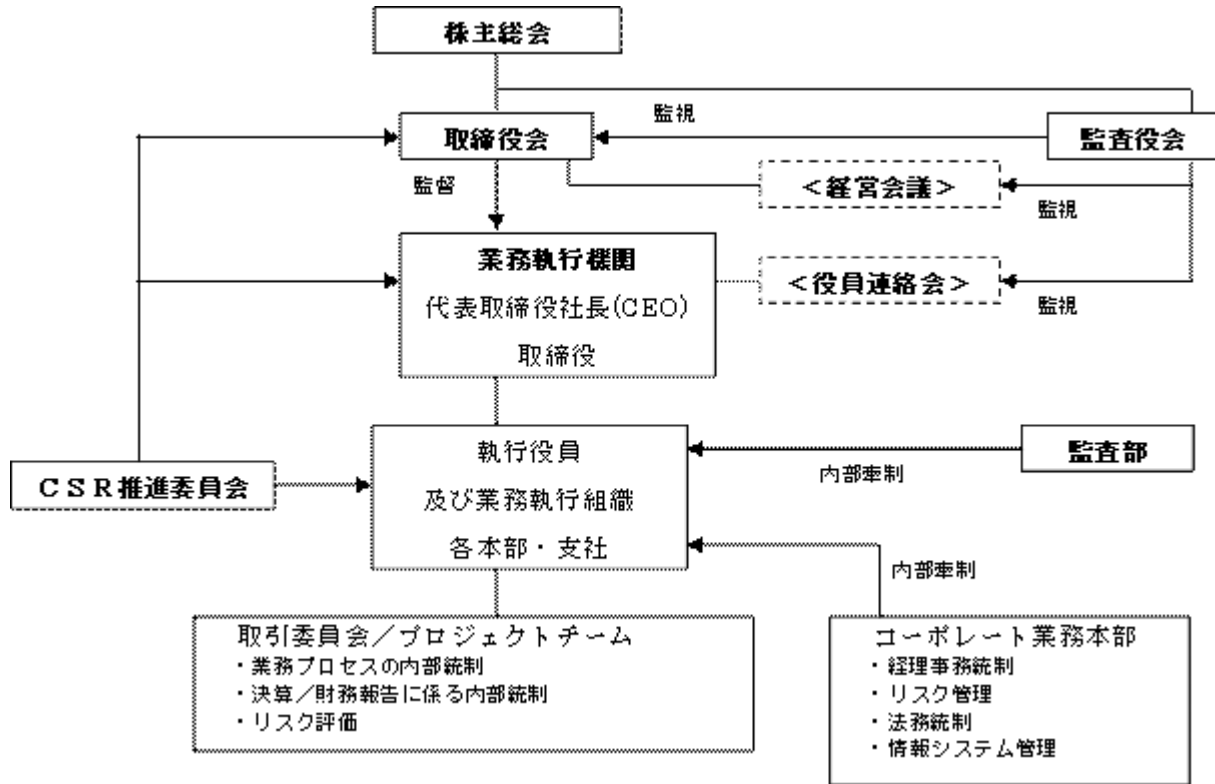 株主総会
監視
取締役会
監査役会
監督
＜経営会議＞
監視
業務執行機関
代表取締役社長(CEO)
取締役
＜役員連絡会＞
監視
執行役員
及び業務執行組織
各本部・支社
監査部
内部牽制
ＣＳＲ推進委員会
内部牽制
取引委員会／プロジェクトチーム
・業務プロセスの内部統制
・決算／財務報告に係る内部統制
・リスク評価
コーポレート業務本部
・経理事務統制
・リスク管理
・法務統制
・情報システム管理